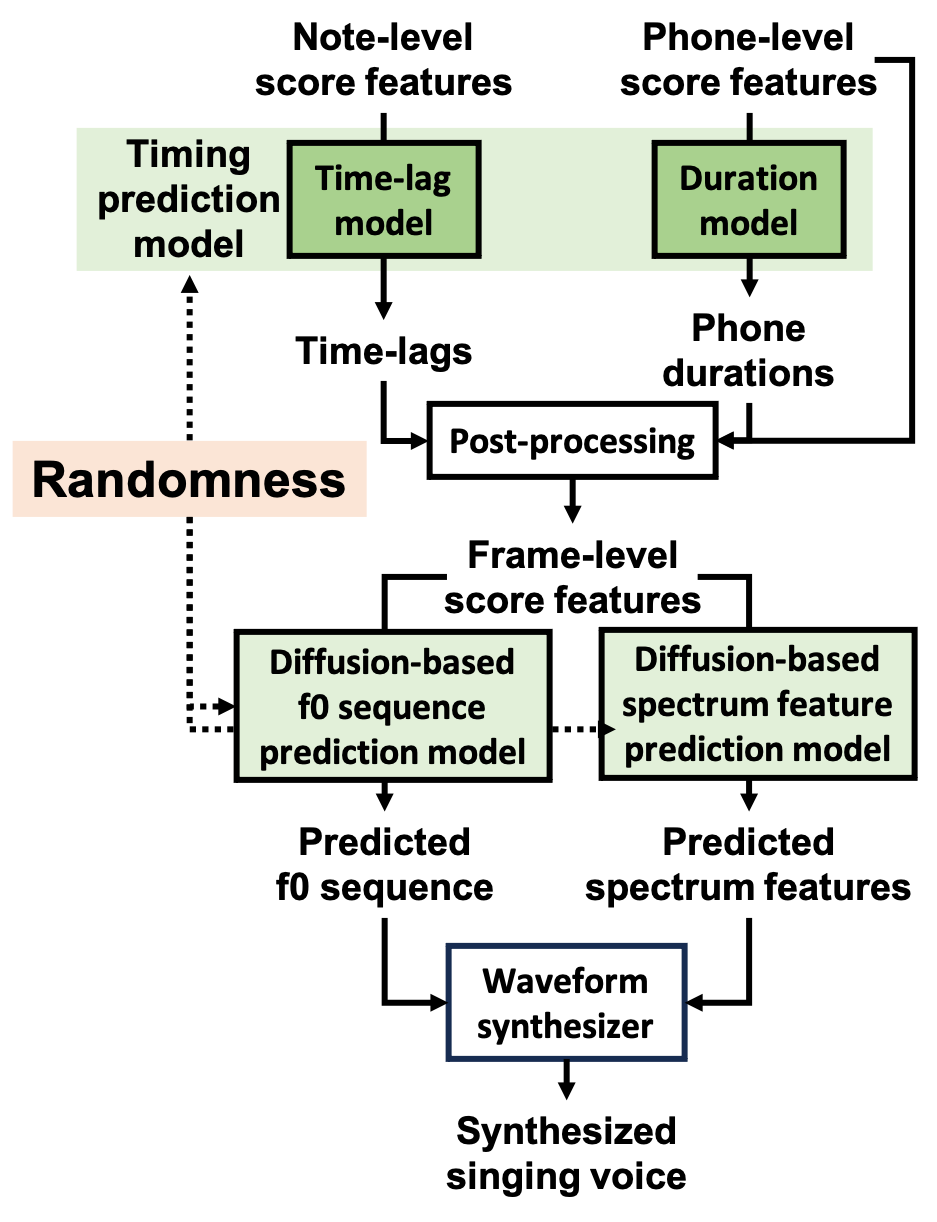 Note-level
score features
Phone-level
score features
Timing
prediction
model
Time-lag
model
Duration
model
Time-lags
Phone
durations
Post-processing
Randomness
Frame-level
score features
Diffusion-based
f0 sequence
prediction model
Diffusion-based
spectrum feature
prediction model
Predicted
f0 sequence
Predicted
spectrum features
Waveform
synthesizer
Synthesized
singing voice